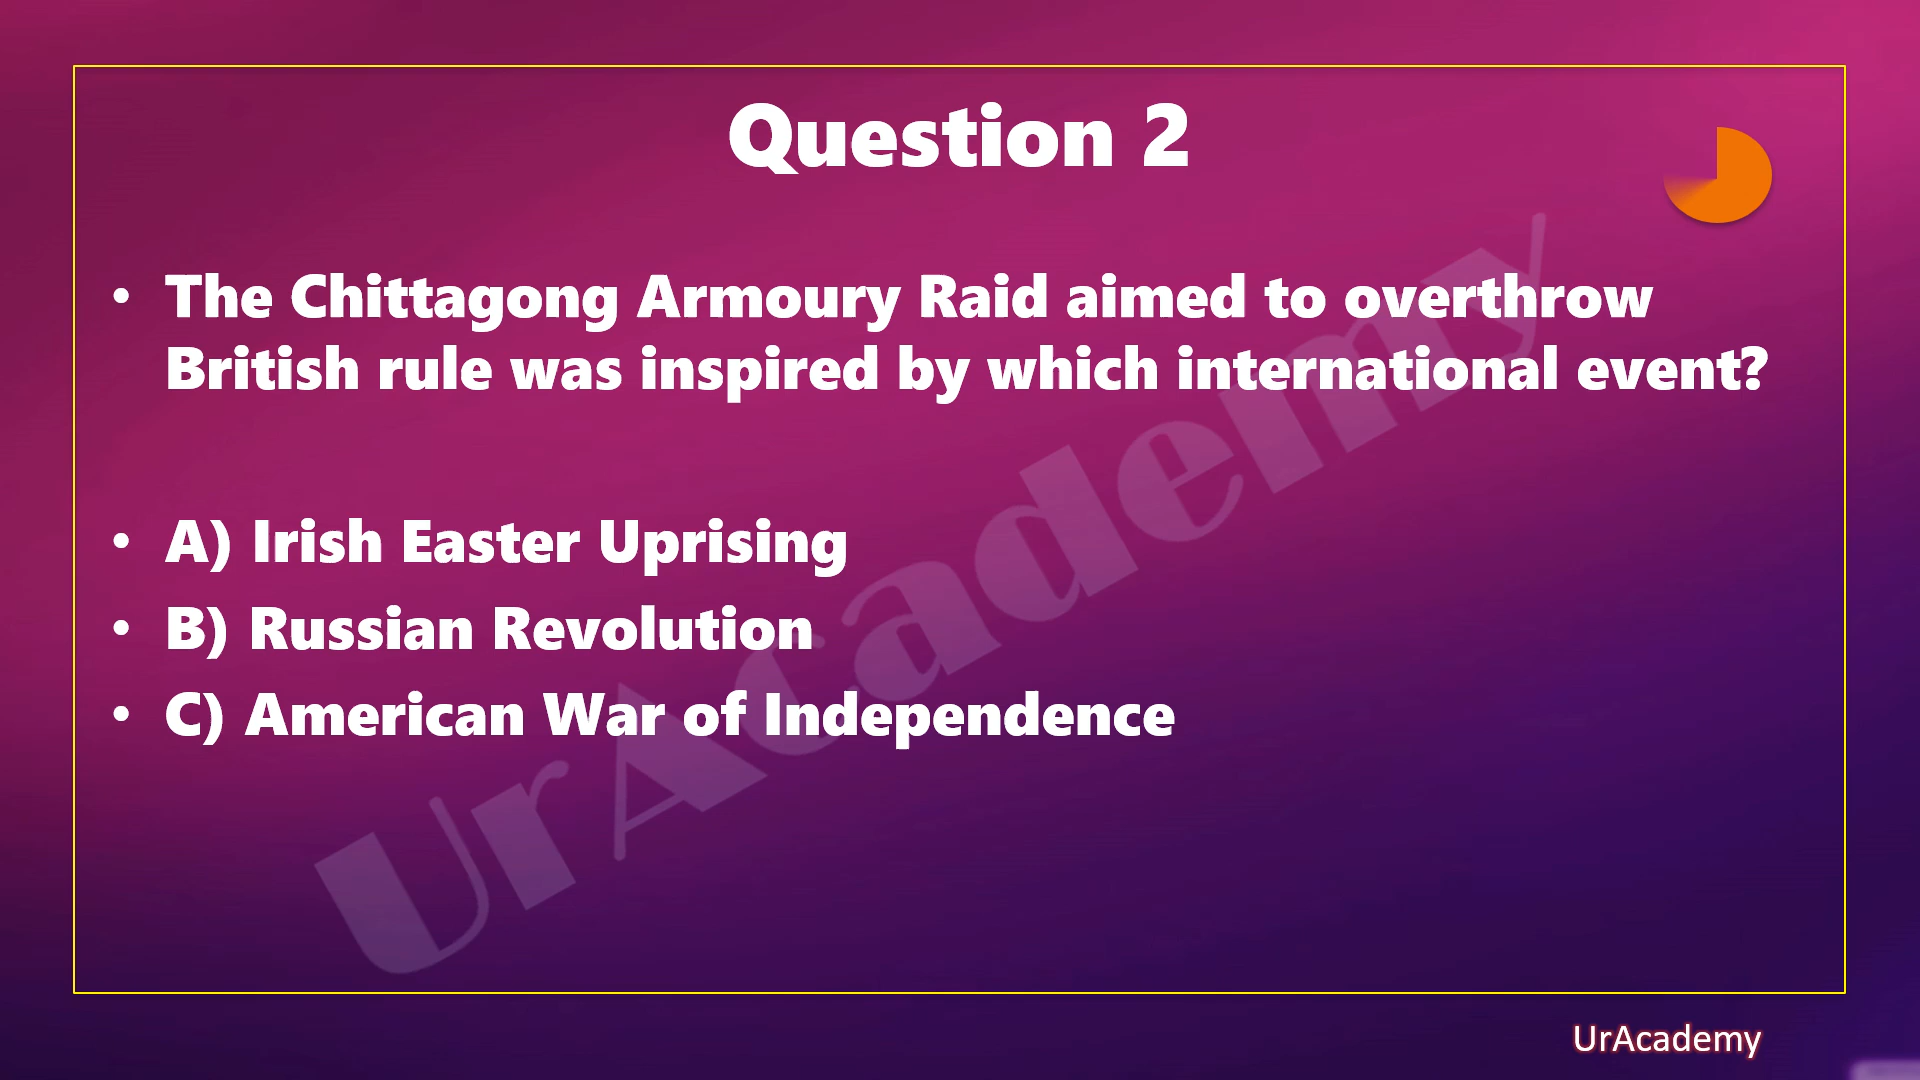 Question 2
• The Chittagong Armoury Raid aimed to overthrow
British rule was inspired by which international event?
• A) Irish Easter Uprising
• B) Russian Revolution
• C) American War of Independence
UrAcademy
UrAcademy